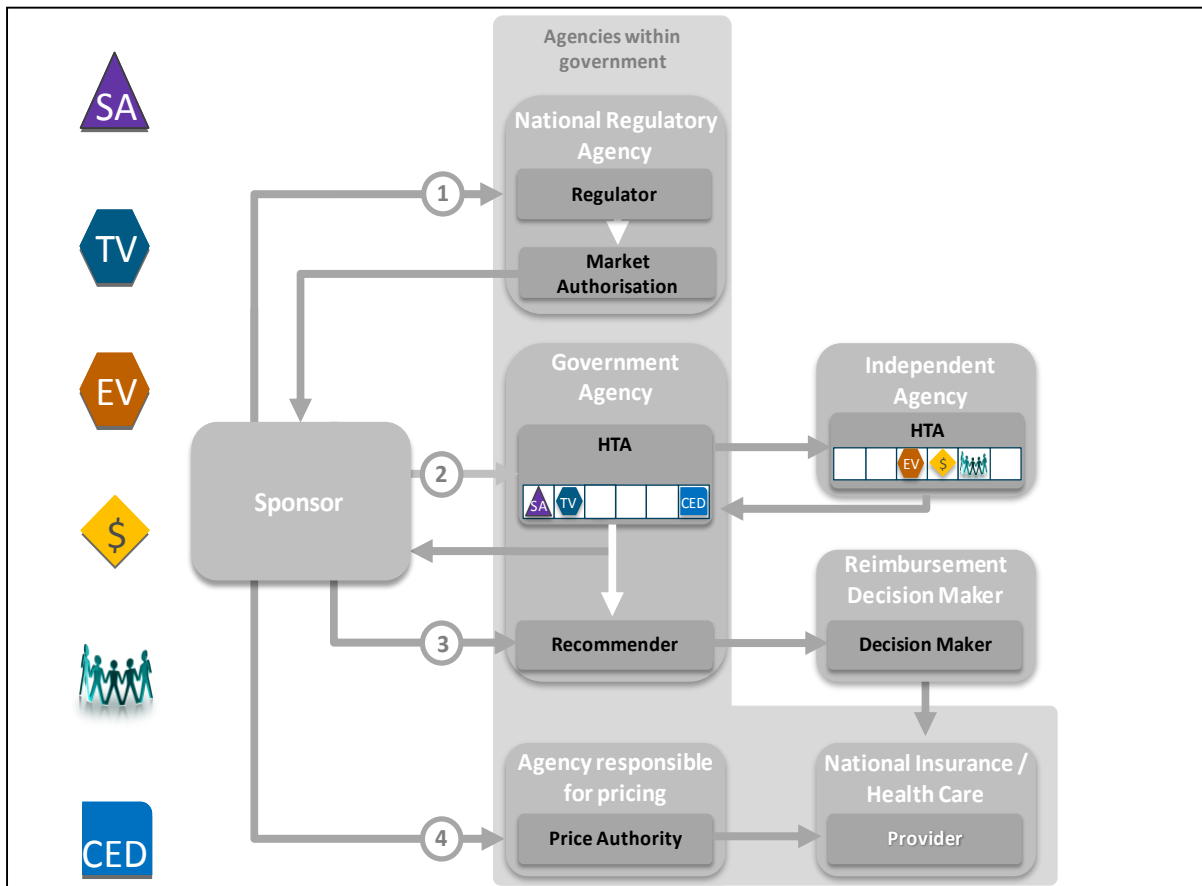 SA
TV
EV
$
CED
Agencies within
government
National Regulatory
Agency
Regulator
Market
Authorisation
1
Sponsor
2
3
4
Government
Agency
HTA
SA TV CED
Recommender
Independent
Agency
HTA
EV $
Reimbursement
Decision Maker
Decision Maker
Agency responsible
for pricing
Price Authority
National Insurance /
Health Care
Provider